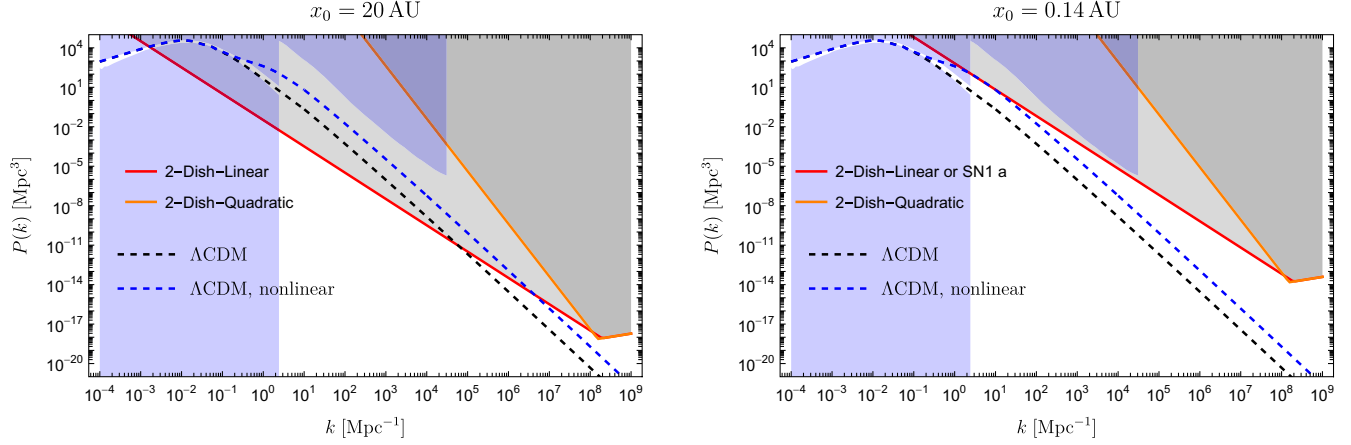 x₀ = 20 AU
P(k) [Mpc³]
10⁴
10¹
10⁻²
10⁻⁵
10⁻⁸
10⁻¹¹
10⁻¹⁴
10⁻¹⁷
10⁻²⁰
2-Dish-Linear
2-Dish-Quadratic
ΛCDM
ΛCDM, nonlinear
10⁻⁴ 10⁻³ 10⁻² 10⁻¹ 10⁰ 10¹ 10² 10³ 10⁴ 10⁵ 10⁶ 10⁷ 10⁸ 10⁹
k [Mpc⁻¹]
x₀ = 0.14 AU
P(k) [Mpc³]
10⁴
10¹
10⁻²
10⁻⁵
10⁻⁸
10⁻¹¹
10⁻¹⁴
10⁻¹⁷
10⁻²⁰
2-Dish-Linear or SN1 a
2-Dish-Quadratic
ΛCDM
ΛCDM, nonlinear
10⁻⁴ 10⁻³ 10⁻² 10⁻¹ 10⁰ 10¹ 10² 10³ 10⁴ 10⁵ 10⁶ 10⁷ 10⁸ 10⁹
k [Mpc⁻¹]